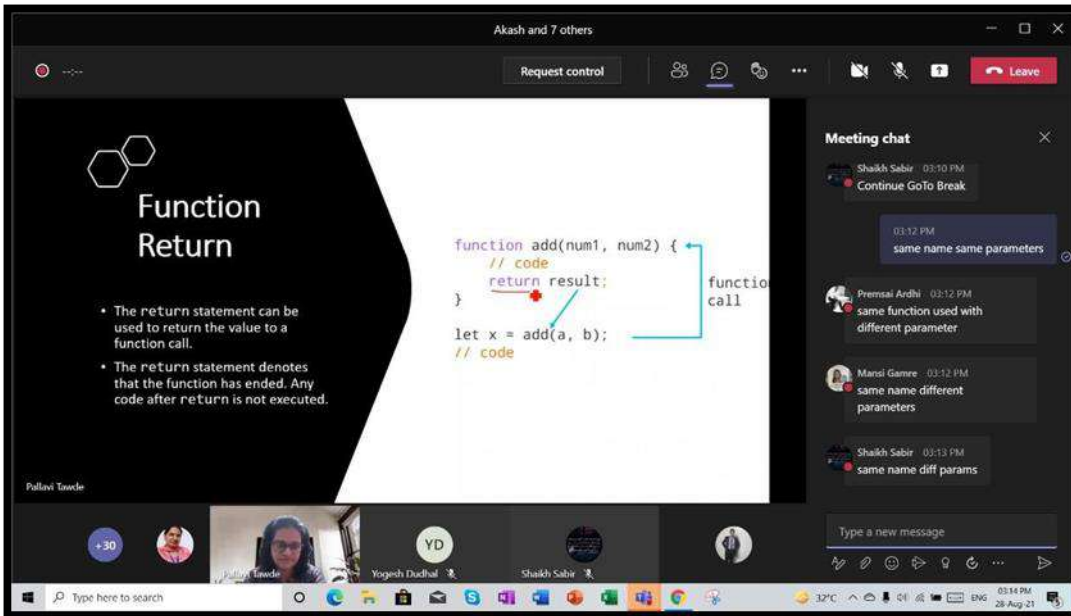 Akash and 7 others
--:--
Request control
Leave
Function
Return
• The return statement can be
used to return the value to a
function call.
• The return statement denotes
that the function has ended. Any
code after return is not executed.
Pallavi Tawde
function add(num1, num2) {
// code
return result;
}
let x = add(a, b);
// code
function
call
Meeting chat
Shaikh Sabir 03:10 PM
Continue GoTo Break
03:12 PM
same name same parameters
Premsai Ardhi 03:12 PM
same function used with
different parameter
Mansi Gamre 03:12 PM
same name different
parameters
Shaikh Sabir 03:13 PM
same name diff params
Type a new message
+30
Pallavi Tawde
YD
Yogesh Dudhal
Shaikh Sabir
Type here to search
32°C
ENG
03:14 PM
28-Aug-21